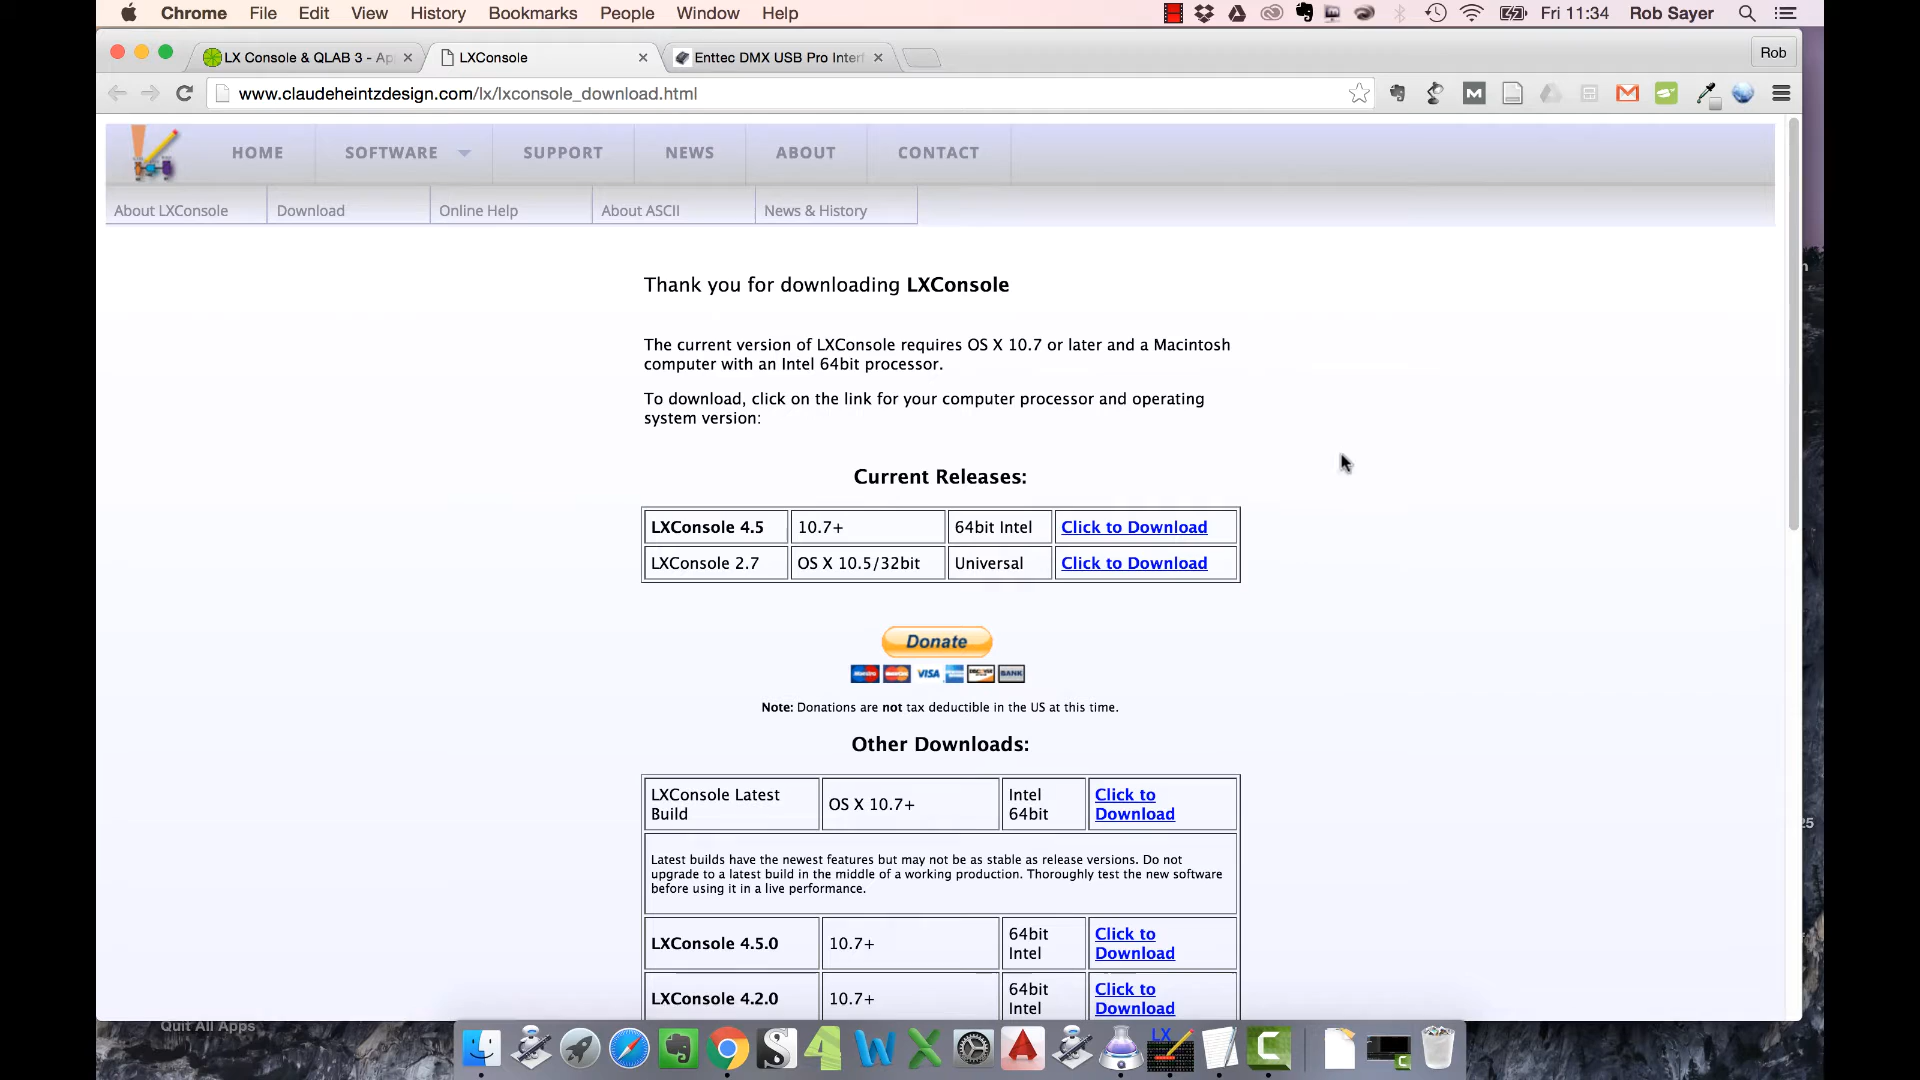 Chrome File Edit View History Bookmarks People Window Help Fri 11:34 Rob Sayer
LX Console & QLAB 3 - Ap LXConsole Enttec DMX USB Pro Interf Rob
www.claudeheintzdesign.com/lx/lxconsole_download.html
HOME SOFTWARE SUPPORT NEWS ABOUT CONTACT
About LXConsole Download Online Help About ASCII News & History
Thank you for downloading LXConsole
The current version of LXConsole requires OS X 10.7 or later and a Macintosh
computer with an Intel 64bit processor.
To download, click on the link for your computer processor and operating
system version:
Current Releases:
LXConsole 4.5 10.7+ 64bit Intel Click to Download
LXConsole 2.7 OS X 10.5/32bit Universal Click to Download
Donate
VISA BANK
Note: Donations are not tax deductible in the US at this time.
Other Downloads:
LXConsole Latest
Build
OS X 10.7+
Intel
64bit
Click to
Download
Latest builds have the newest features but may not be as stable as release versions. Do not
upgrade to a latest build in the middle of a working production. Thoroughly test the new software
before using it in a live performance.
LXConsole 4.5.0 10.7+
64bit
Intel
Click to
Download
LXConsole 4.2.0 10.7+
64bit
Intel
Click to
Download
25
Quit All Apps
LX